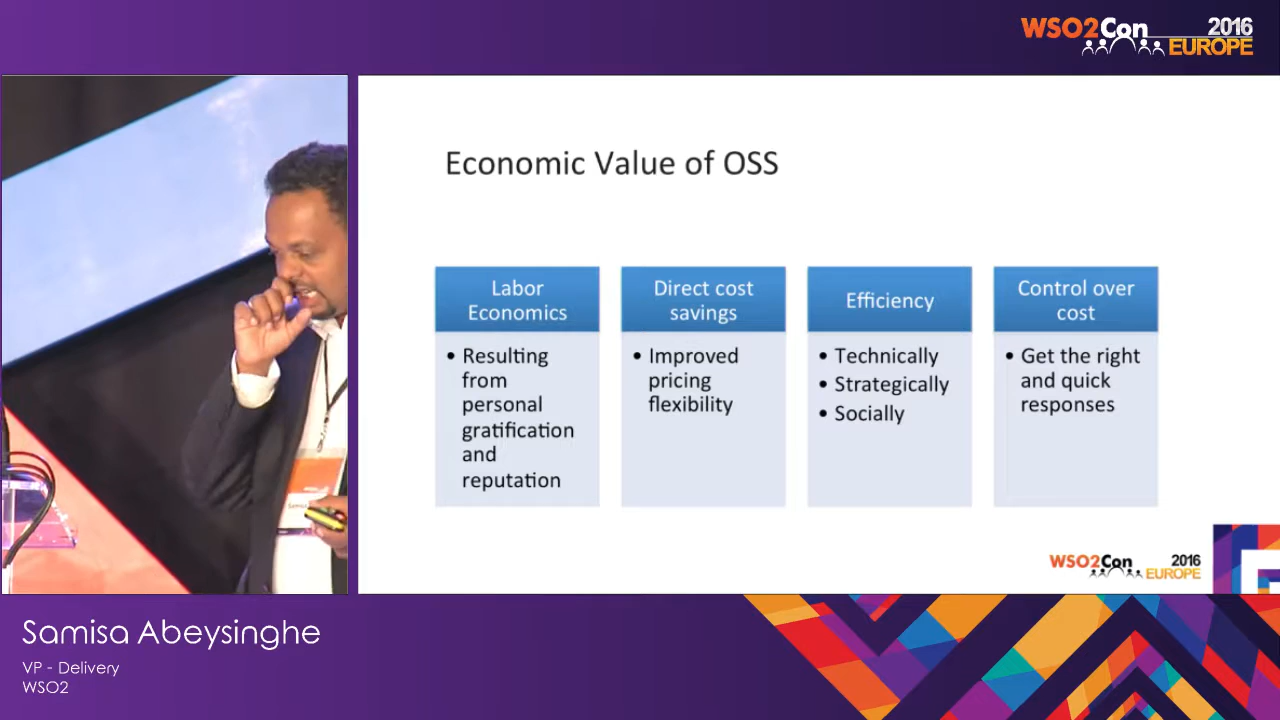 WSO2Con 2016
EUROPE
Economic Value of OSS
Labor
Economics
• Resulting
from
personal
gratification
and
reputation
Direct cost
savings
• Improved
pricing
flexibility
Efficiency
• Technically
• Strategically
• Socially
Control over
cost
• Get the right
and quick
responses
WSO2Con 2016
EUROPE
Samisa Abeysinghe
VP - Delivery
WSO2
Samisa